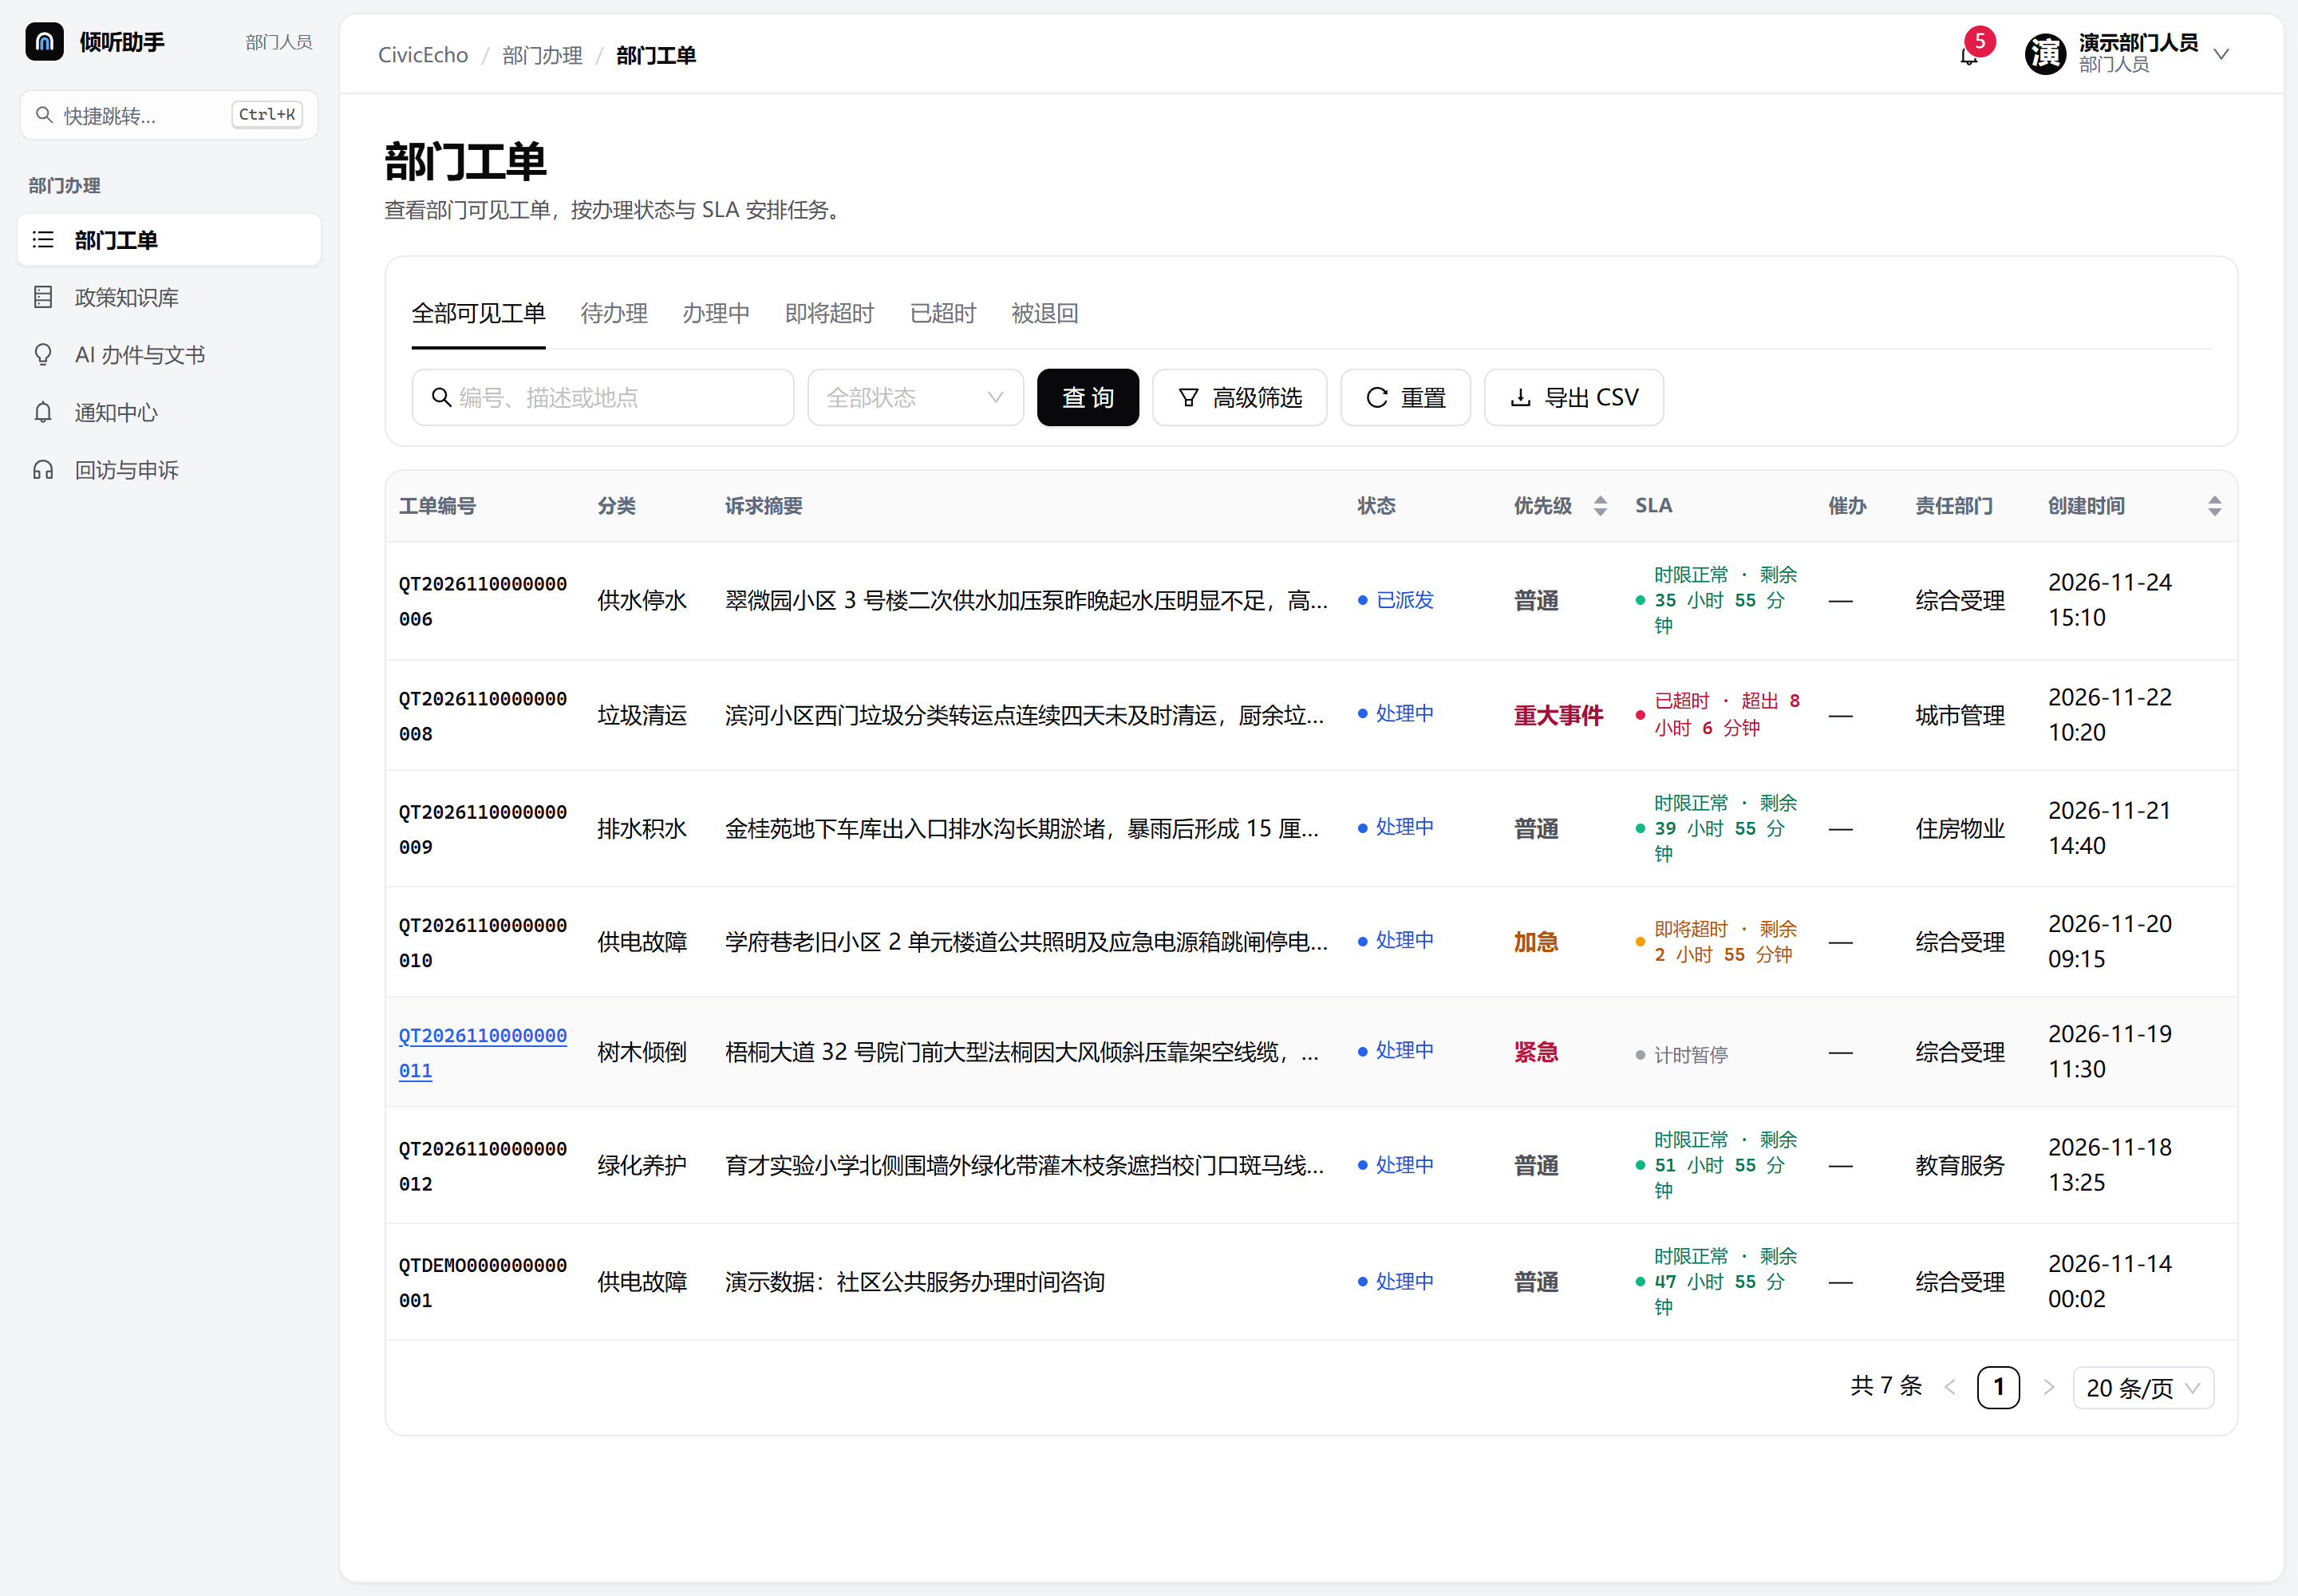 倾听助手
部门人员
快捷跳转...
Ctrl+K
部门办理
部门工单
政策知识库
AI 办件与文书
通知中心
回访与申诉
CivicEcho / 部门办理 / 部门工单
5
演
演示部门人员
部门人员
部门工单
查看部门可见工单，按办理状态与 SLA 安排任务。
全部可见工单 待办理 办理中 即将超时 已超时 被退回
编号、描述或地点
全部状态
查 询
高级筛选
重置
导出 CSV
工单编号 分类 诉求摘要 状态 优先级 SLA 催办 责任部门 创建时间
QT2026110000000
006
供水停水
翠微园小区 3 号楼二次供水加压泵昨晚起水压明显不足，高...
已派发
普通
时限正常 · 剩余
35 小时 55 分
钟
—
综合受理
2026-11-24
15:10
QT2026110000000
008
垃圾清运
滨河小区西门垃圾分类转运点连续四天未及时清运，厨余垃...
处理中
重大事件
已超时 · 超出 8
小时 6 分钟
—
城市管理
2026-11-22
10:20
QT2026110000000
009
排水积水
金桂苑地下车库出入口排水沟长期淤堵，暴雨后形成 15 厘...
处理中
普通
时限正常 · 剩余
39 小时 55 分
钟
—
住房物业
2026-11-21
14:40
QT2026110000000
010
供电故障
学府巷老旧小区 2 单元楼道公共照明及应急电源箱跳闸停电...
处理中
加急
即将超时 · 剩余
2 小时 55 分钟
—
综合受理
2026-11-20
09:15
QT2026110000000
011
树木倾倒
梧桐大道 32 号院门前大型法桐因大风倾斜压靠架空线缆，...
处理中
紧急
计时暂停
—
综合受理
2026-11-19
11:30
QT2026110000000
012
绿化养护
育才实验小学北侧围墙外绿化带灌木枝条遮挡校门口斑马线...
处理中
普通
时限正常 · 剩余
51 小时 55 分
钟
—
教育服务
2026-11-18
13:25
QTDEMO000000000
001
供电故障
演示数据：社区公共服务办理时间咨询
处理中
普通
时限正常 · 剩余
47 小时 55 分
钟
—
综合受理
2026-11-14
00:02
共 7 条
1
20 条/页